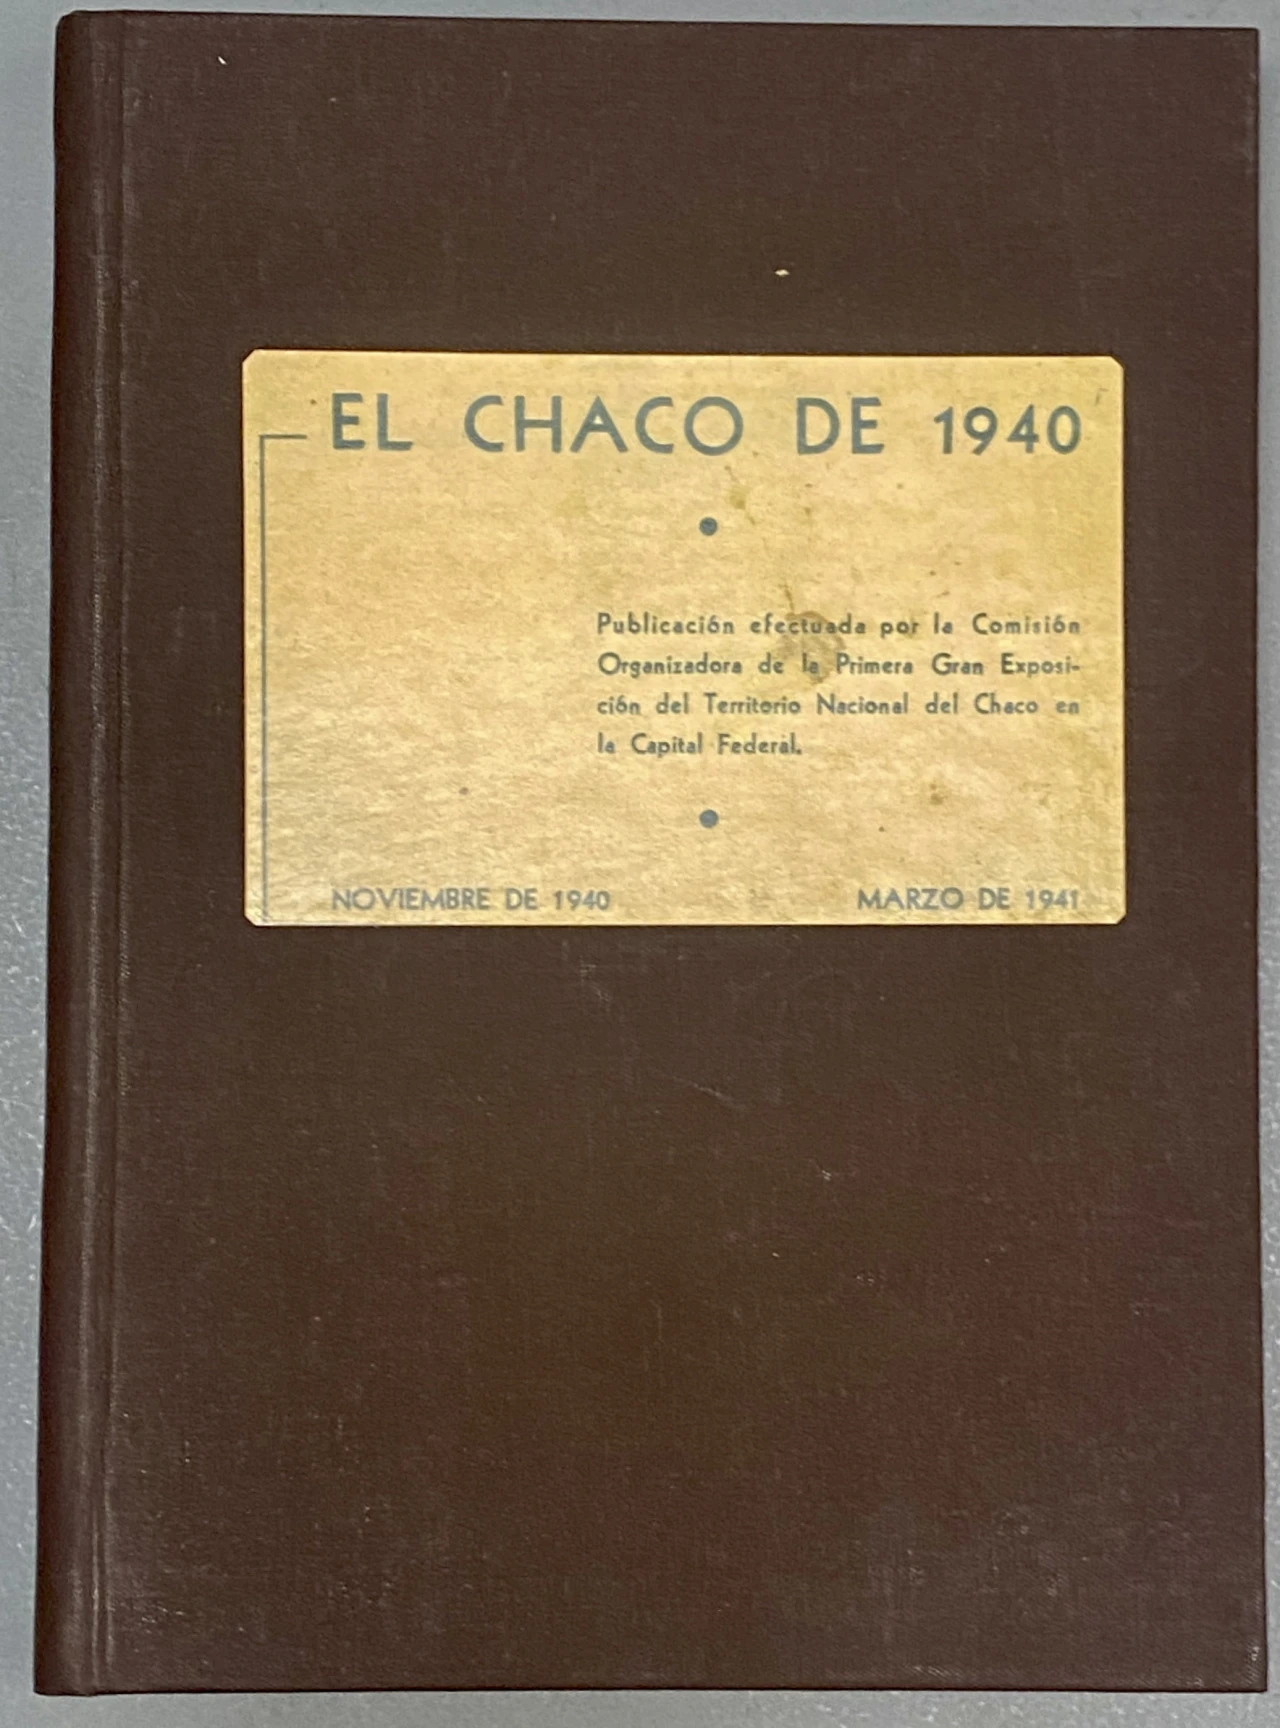 EL CHACO DE 1940
Publicación efectuada por la Comisión
Organizadora de la Primera Gran Exposi-
ción del Territorio Nacional del Chaco en
la Capital Federal.
NOVIEMBRE DE 1940 MARZO DE 1941